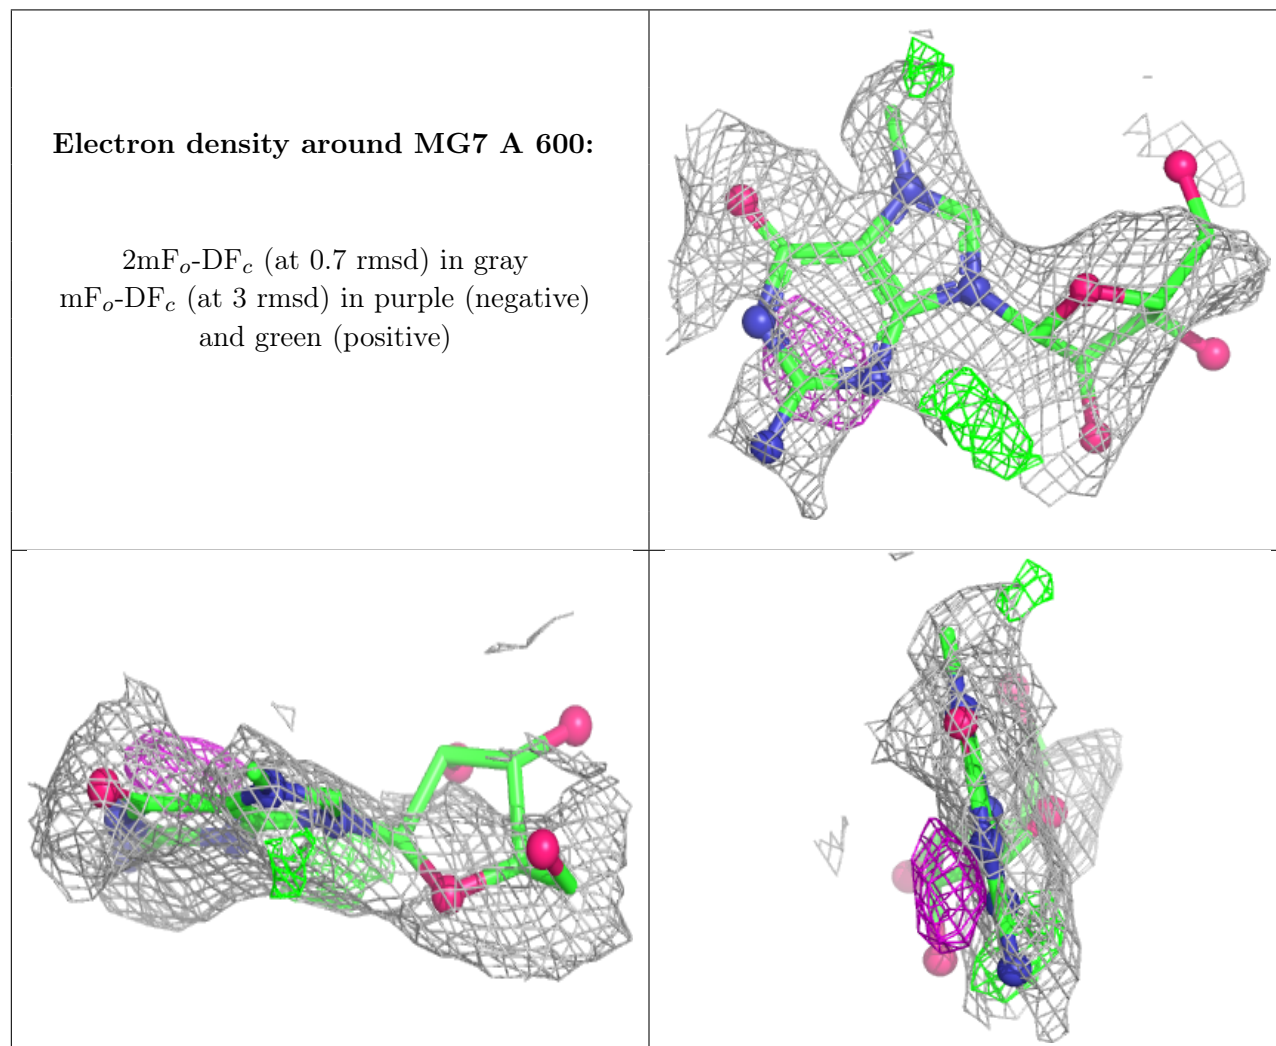 Electron density around MG7 A 600:
2mFₒ-DF𝒸 (at 0.7 rmsd) in gray
mFₒ-DF𝒸 (at 3 rmsd) in purple (negative)
and green (positive)